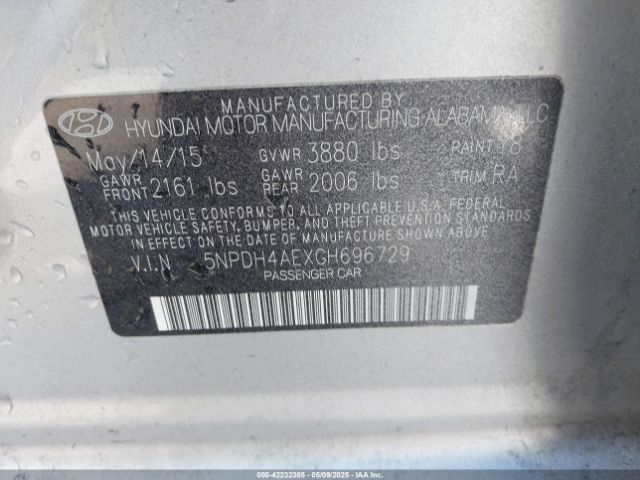 MANUFACTURED BY
HYUNDAI MOTOR MANUFACTURING ALABAMA, LLC
May/14/15 GVWR 3880 lbs PAINT
GAWR FRONT 2161 lbs GAWR REAR 2006 lbs TRIM RA
THIS VEHICLE CONFORMS TO ALL APPLICABLE U.S.A. FEDERAL
MOTOR VEHICLE SAFETY, BUMPER, AND THEFT PREVENTION STANDARDS
IN EFFECT ON THE DATE OF MANUFACTURE SHOWN ABOVE.
V.I.N 5NPDH4AEXGH696729
PASSENGER CAR
000-42232385 05/09/2025 IAAI.COM